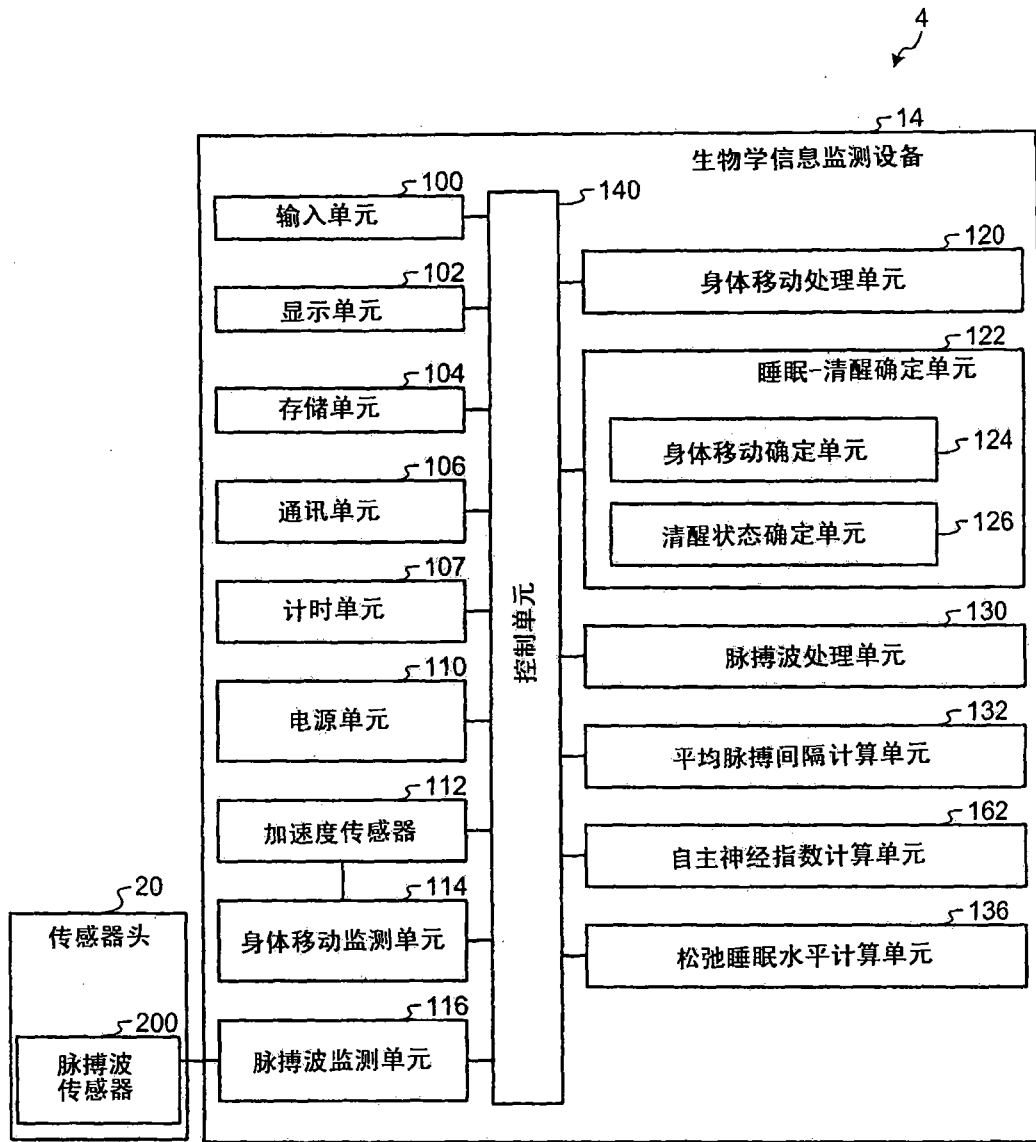 4
14
生物学信息监测设备
100
输入单元
102
显示单元
104
存储单元
106
通讯单元
107
计时单元
110
电源单元
112
加速度传感器
114
身体移动监测单元
116
脉搏波监测单元
20
传感器头
200
脉搏波
传感器
140
控制单元
120
身体移动处理单元
122
睡眠-清醒确定单元
身体移动确定单元
124
清醒状态确定单元
126
130
脉搏波处理单元
132
平均脉搏间隔计算单元
162
自主神经指数计算单元
136
松弛睡眠水平计算单元